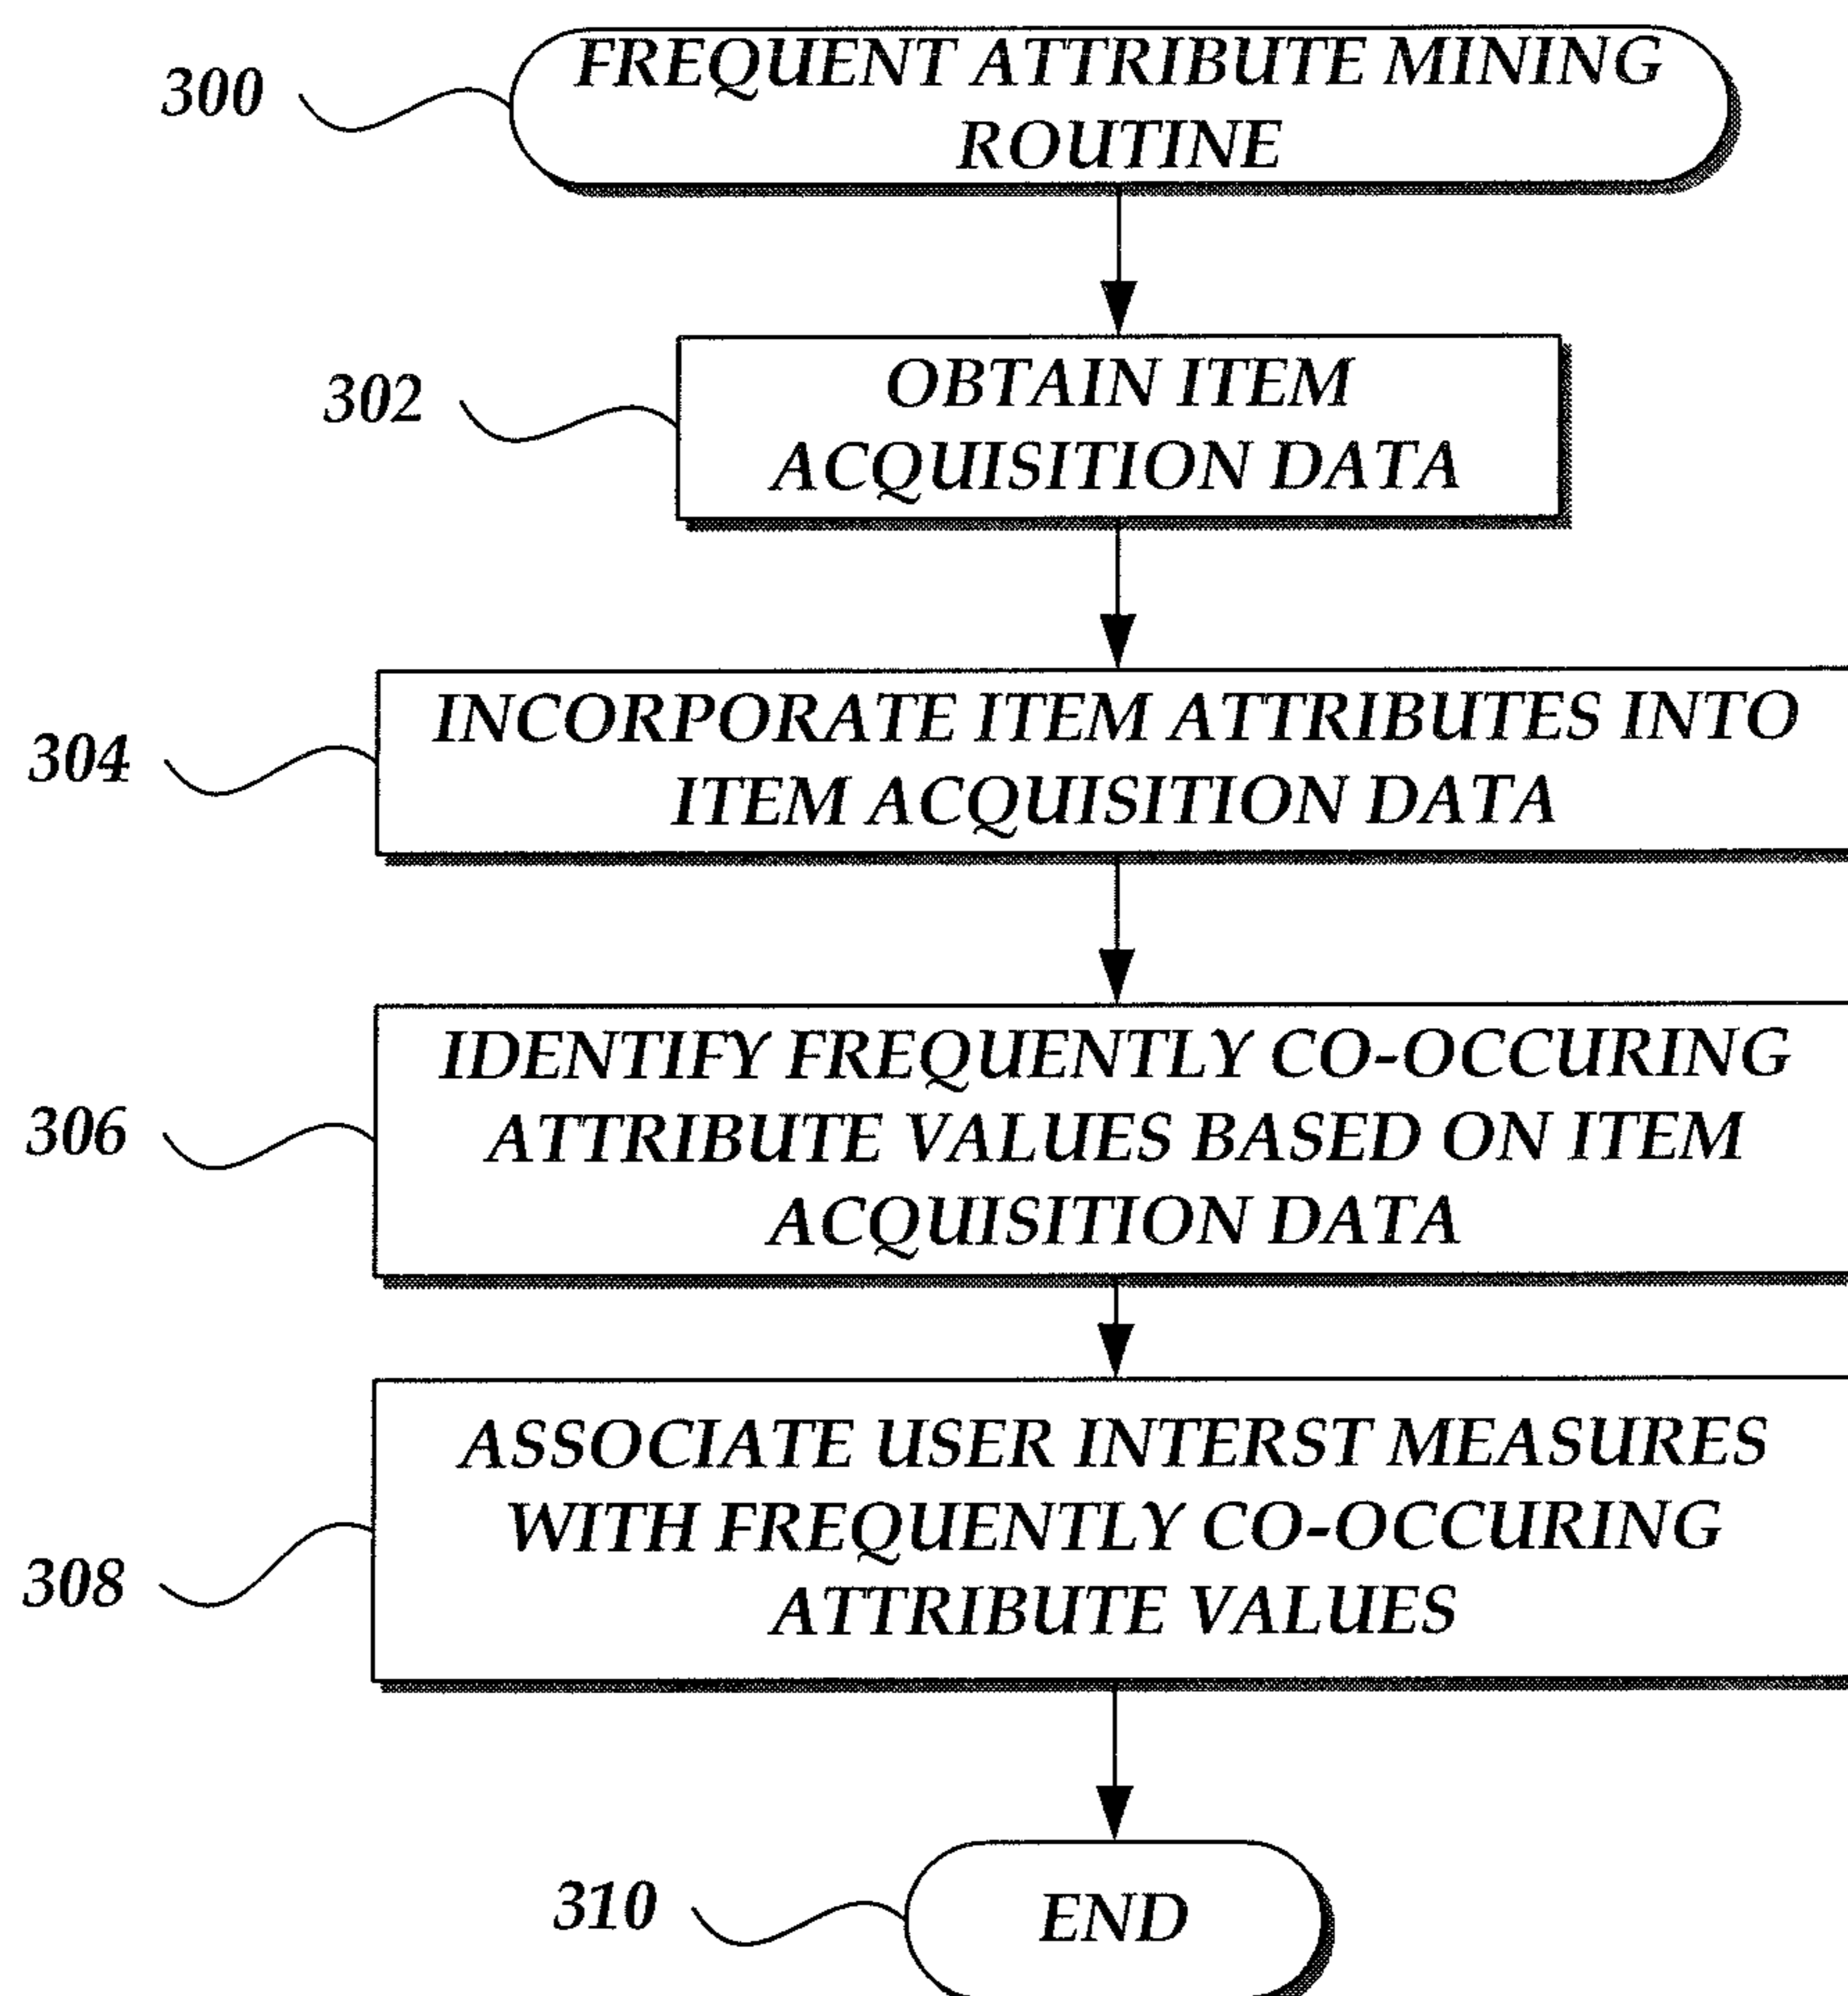 300
FREQUENT ATTRIBUTE MINING
ROUTINE
302
OBTAIN ITEM
ACQUISITION DATA
304
INCORPORATE ITEM ATTRIBUTES INTO
ITEM ACQUISITION DATA
306
IDENTIFY FREQUENTLY CO-OCCURING
ATTRIBUTE VALUES BASED ON ITEM
ACQUISITION DATA
308
ASSOCIATE USER INTERST MEASURES
WITH FREQUENTLY CO-OCCURING
ATTRIBUTE VALUES
310
END